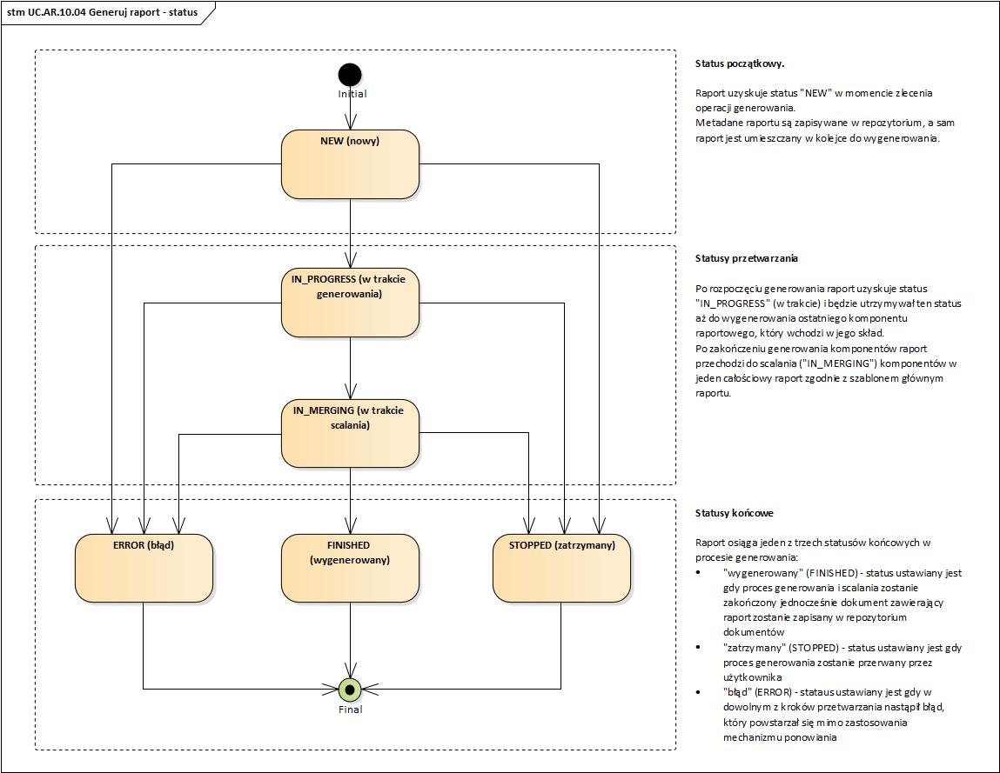 stm UC.AR.10.04 Generuj raport - status
Initial
NEW (nowy)
Status początkowy.
Raport uzyskuje status "NEW" w momencie zlecenia
operacji generowania.
Metadane raportu są zapisywane w repozytorium, a sam
raport jest umieszczany w kolejce do wygenerowania.
IN_PROGRESS (w trakcie
generowania)
IN_MERGING (w trakcie
scalania)
Statusy przetwarzania
Po rozpoczęciu generowania raport uzyskuje status
"IN_PROGRESS" (w trakcie) i będzie utrzymywał ten status
aż do wygenerowania ostatniego komponentu
raportowego, który wchodzi w jego skład.
Po zakończeniu generowania komponentów raport
przechodzi do scalania ("IN_MERGING") komponentów w
jeden całościowy raport zgodnie z szablonem głównym
raportu.
ERROR (błąd)
FINISHED
(wygenerowany)
STOPPED (zatrzymany)
Final
Statusy końcowe
Raport osiąga jeden z trzech statusów końcowych w
procesie generowania:
• "wygenerowany" (FINISHED) - status ustawiany jest
gdy proces generowania i scalania zostanie
zakończony jednocześnie dokument zawierający
raport zostanie zapisany w repozytorium
dokumentów
• "zatrzymany" (STOPPED) - status ustawiany jest gdy
proces generowania zostanie przerwany przez
użytkownika
• "błąd" (ERROR) - stataus ustawiany jest gdy w
dowolnym z kroków przetwarzania nastąpił błąd,
który powstarzał się mimo zastosowania
mechanizmu ponowiania